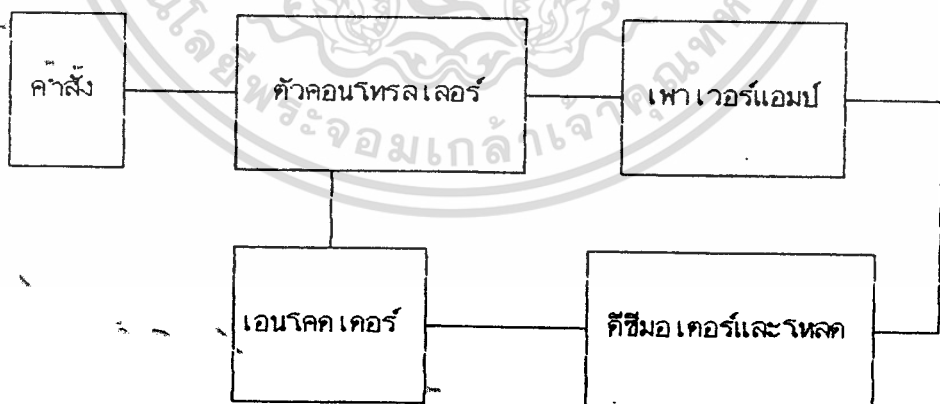 คำสั่ง
ตัวคอนโทรลเลอร์
เพาเวอร์แอมป์
เอนโคดเดอร์
ดีซีมอเตอร์และโหลด